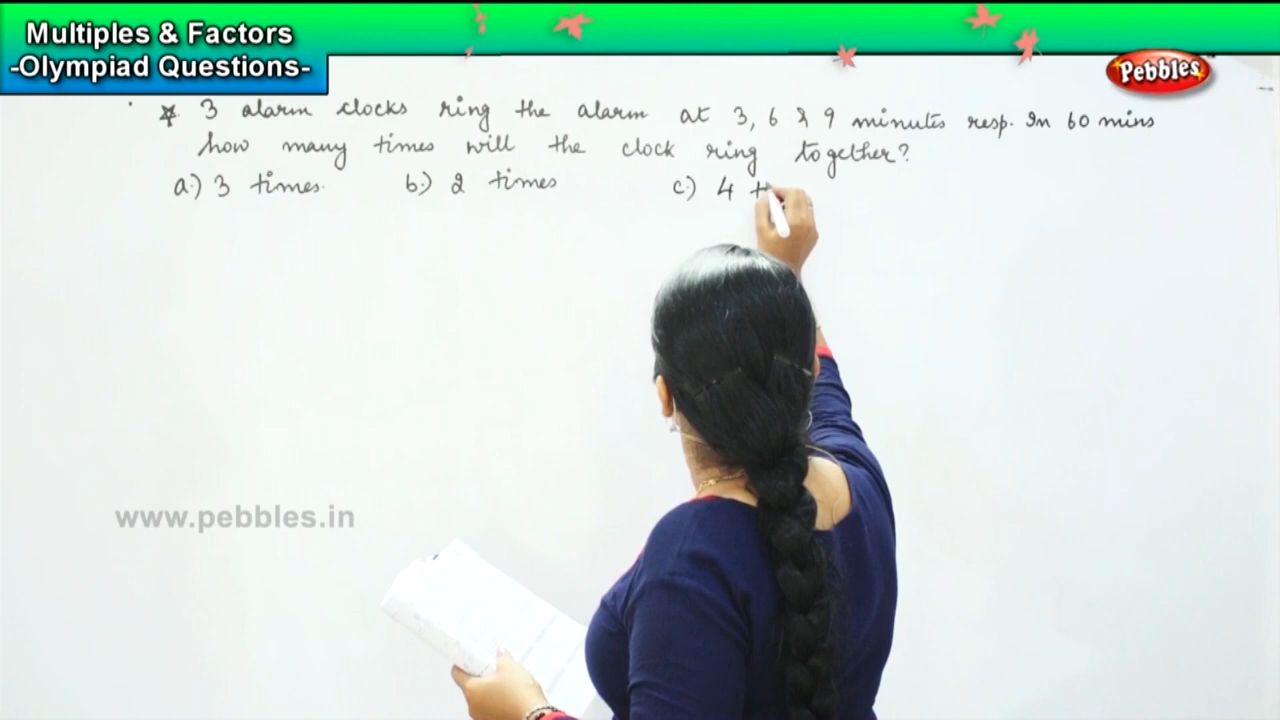 Multiples & Factors
-Olympiad Questions-
Pebbles
☆ 3 alarm clocks ring the alarm at 3, 6 & 9 minutes resp. In 60 mins
how many times will the clock ring together?
a.) 3 times. b.) 2 times c.) 4 t
www.pebbles.in